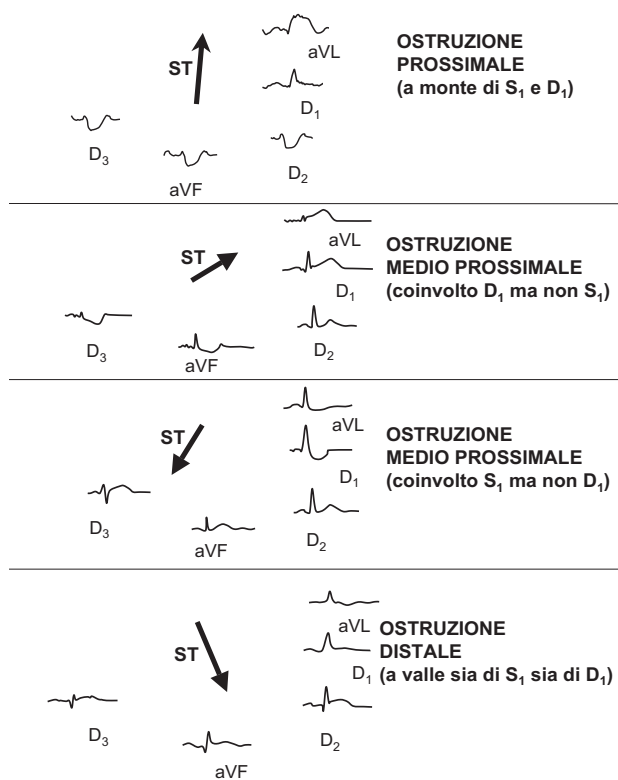 aVL
ST
OSTRUZIONE
PROSSIMALE
(a monte di S1 e D1)
D1
D3
D2
aVF
aVL
OSTRUZIONE
MEDIO PROSSIMALE
(coinvolto D1 ma non S1)
ST
D1
D3
D2
aVF
aVL
OSTRUZIONE
MEDIO PROSSIMALE
(coinvolto S1 ma non D1)
ST
D1
D3
D2
aVF
aVL
OSTRUZIONE
DISTALE
(a valle sia di S1 sia di D1)
ST
D1
D3
D2
aVF